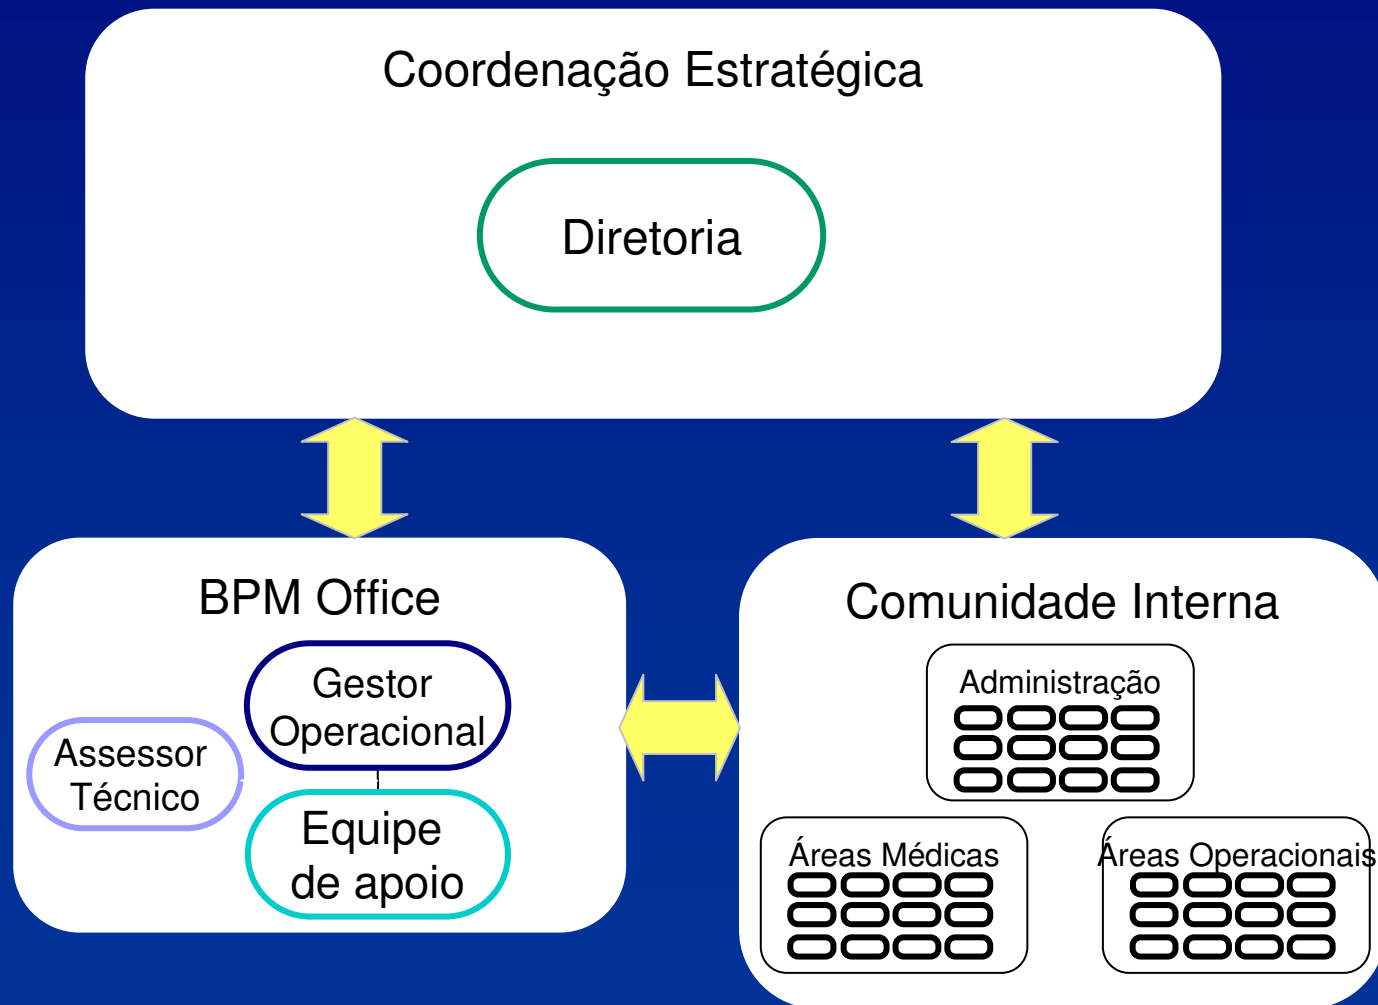 Coordenação Estratégica
Diretoria
BPM Office
Gestor
Operacional
Assessor
Técnico
Equipe
de apoio
Comunidade Interna
Administração
Áreas Médicas
Áreas Operacionais